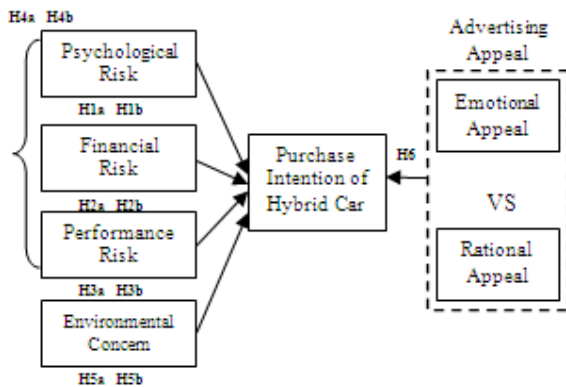 H4a H4b
Psychological
Risk
H1a H1b
Financial
Risk
H2a H2b
Performance
Risk
H3a H3b
Environmental
Concern
H5a H5b
Purchase
Intention of
Hybrid Car
H6
Advertising
Appeal
Emotional
Appeal
VS
Rational
Appeal